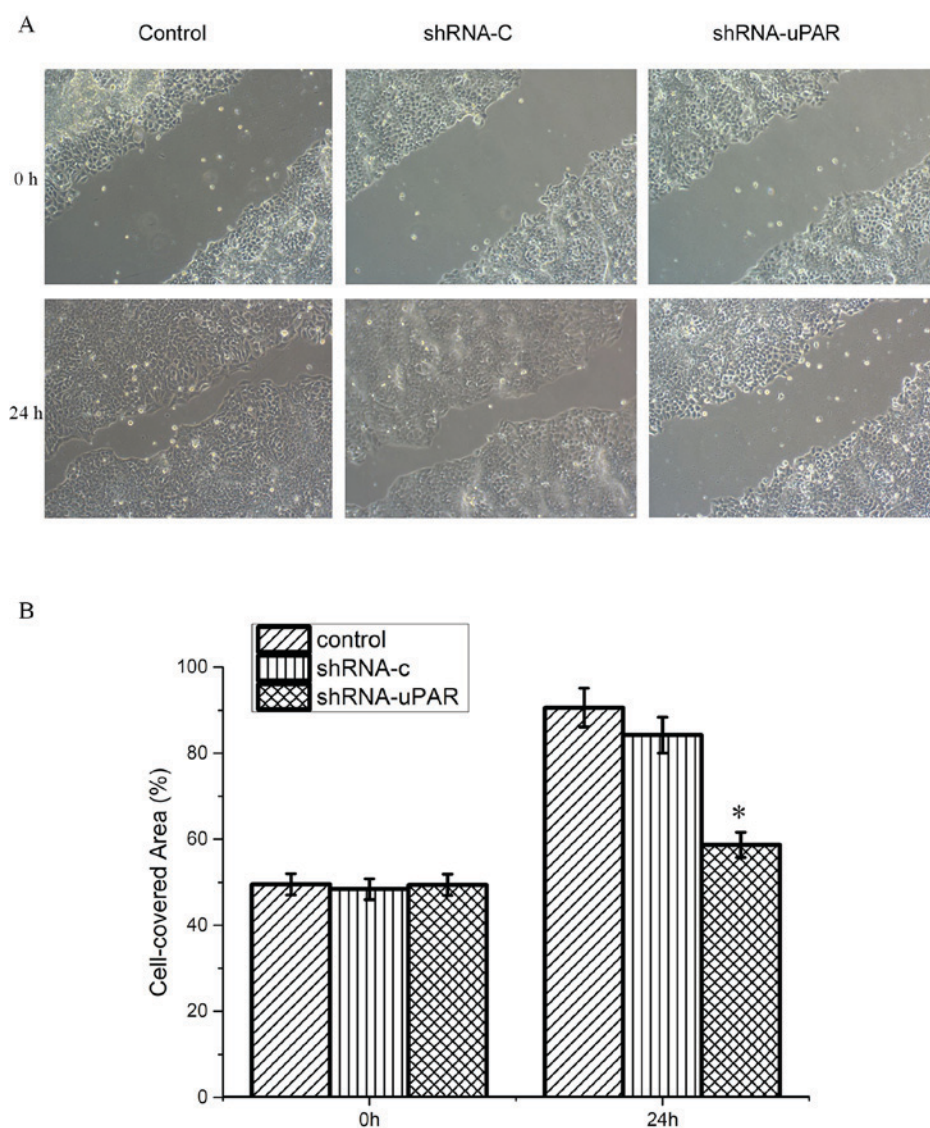 A
Control shRNA-C shRNA-uPAR
0 h
24 h
B
control
shRNA-c
shRNA-uPAR
100
80
60
40
20
0
Cell-covered Area (%)
*
0h 24h